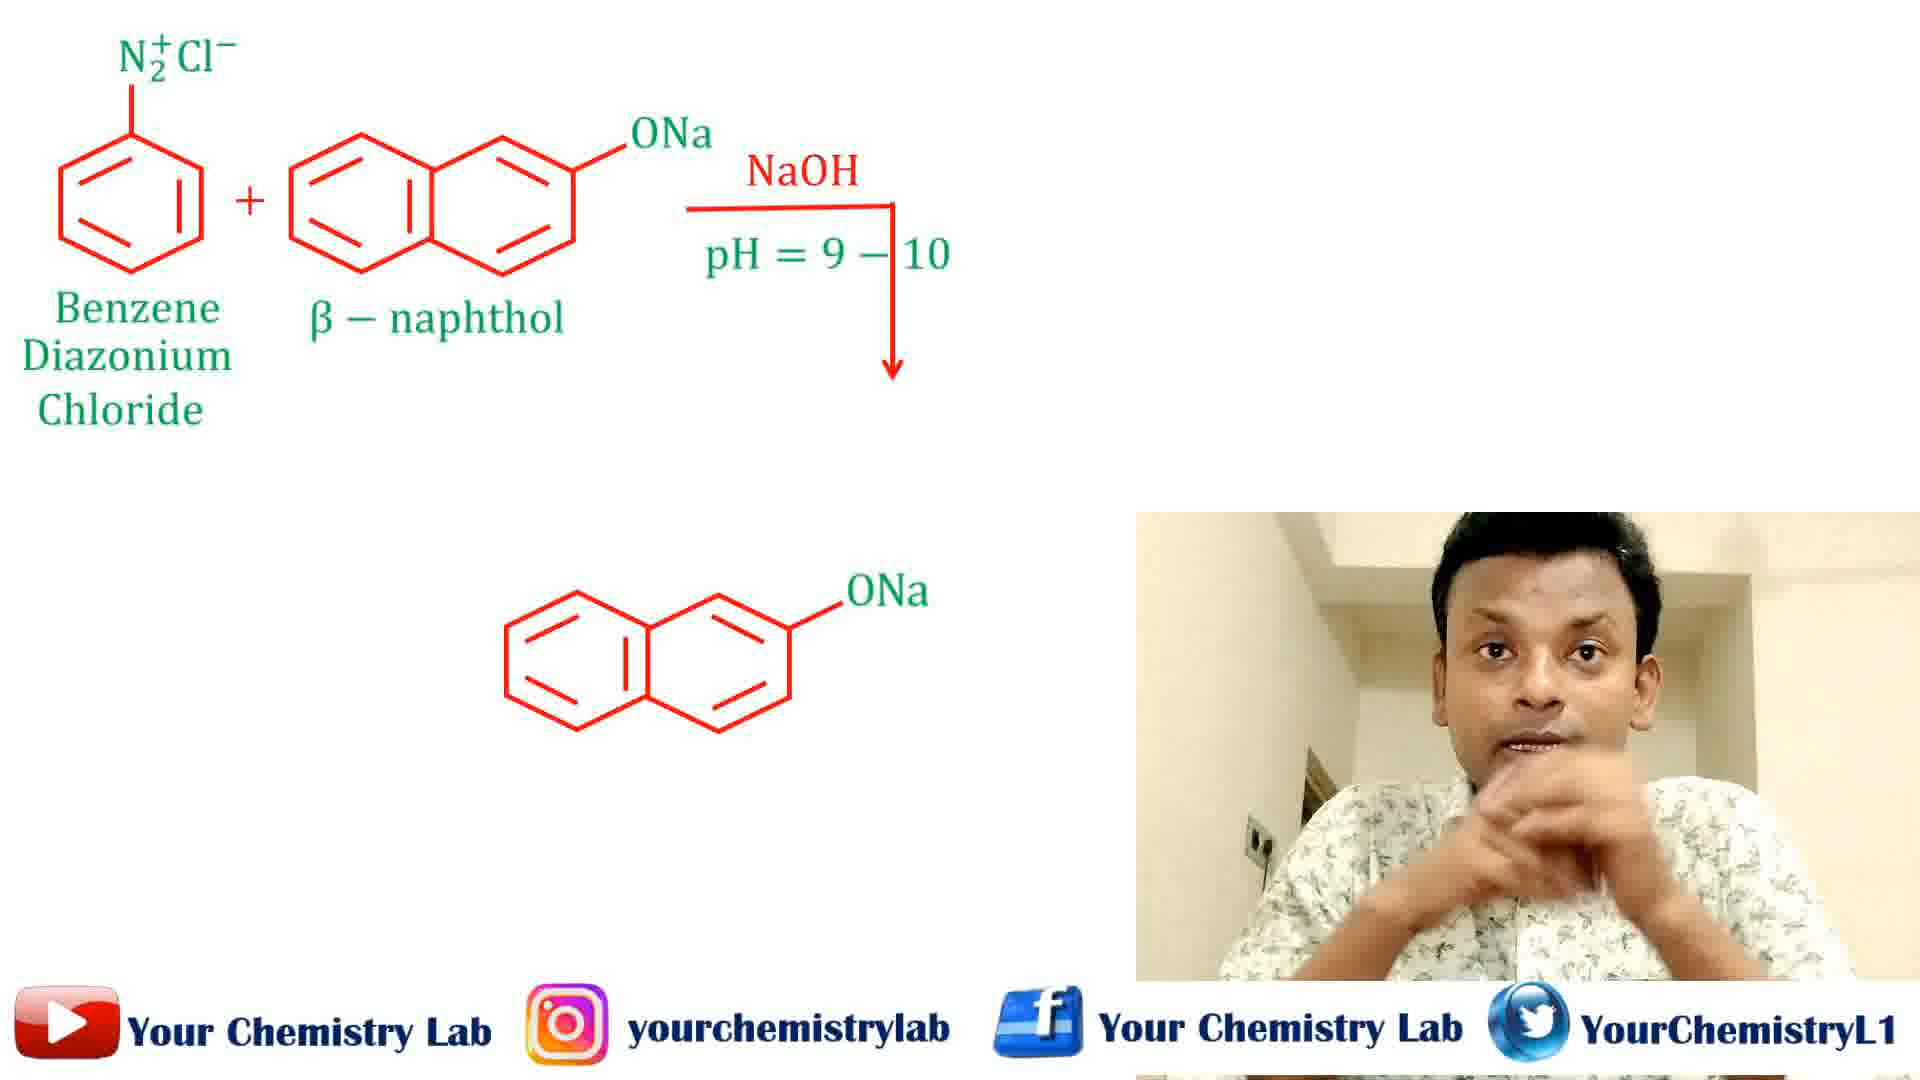 N₂⁺Cl⁻
+
ONa
NaOH
pH = 9 – 10
Benzene
Diazonium
Chloride
β – naphthol
ONa
Your Chemistry Lab
yourchemistrylab
Your Chemistry Lab
YourChemistryL1